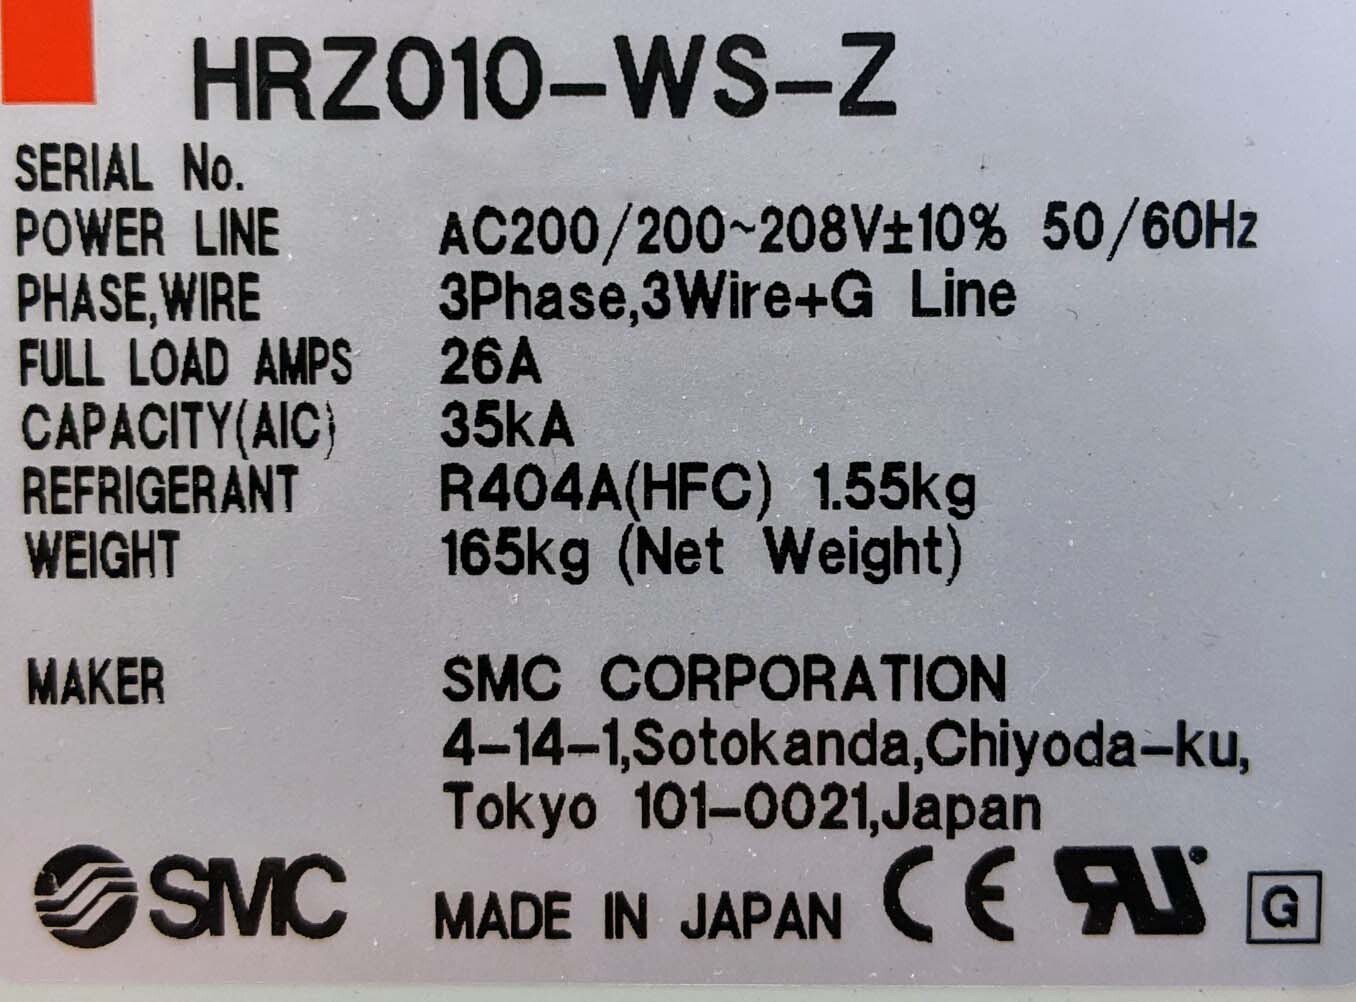 HRZ010-WS-Z
SERIAL No.
POWER LINE AC200/200~208V±10% 50/60Hz
PHASE,WIRE 3Phase,3Wire+G Line
FULL LOAD AMPS 26A
CAPACITY(AIC) 35kA
REFRIGERANT R404A(HFC) 1.55kg
WEIGHT 165kg (Net Weight)
MAKER SMC CORPORATION
4-14-1,Sotokanda,Chiyoda-ku,
Tokyo 101-0021,Japan
SMC MADE IN JAPAN CE RU G